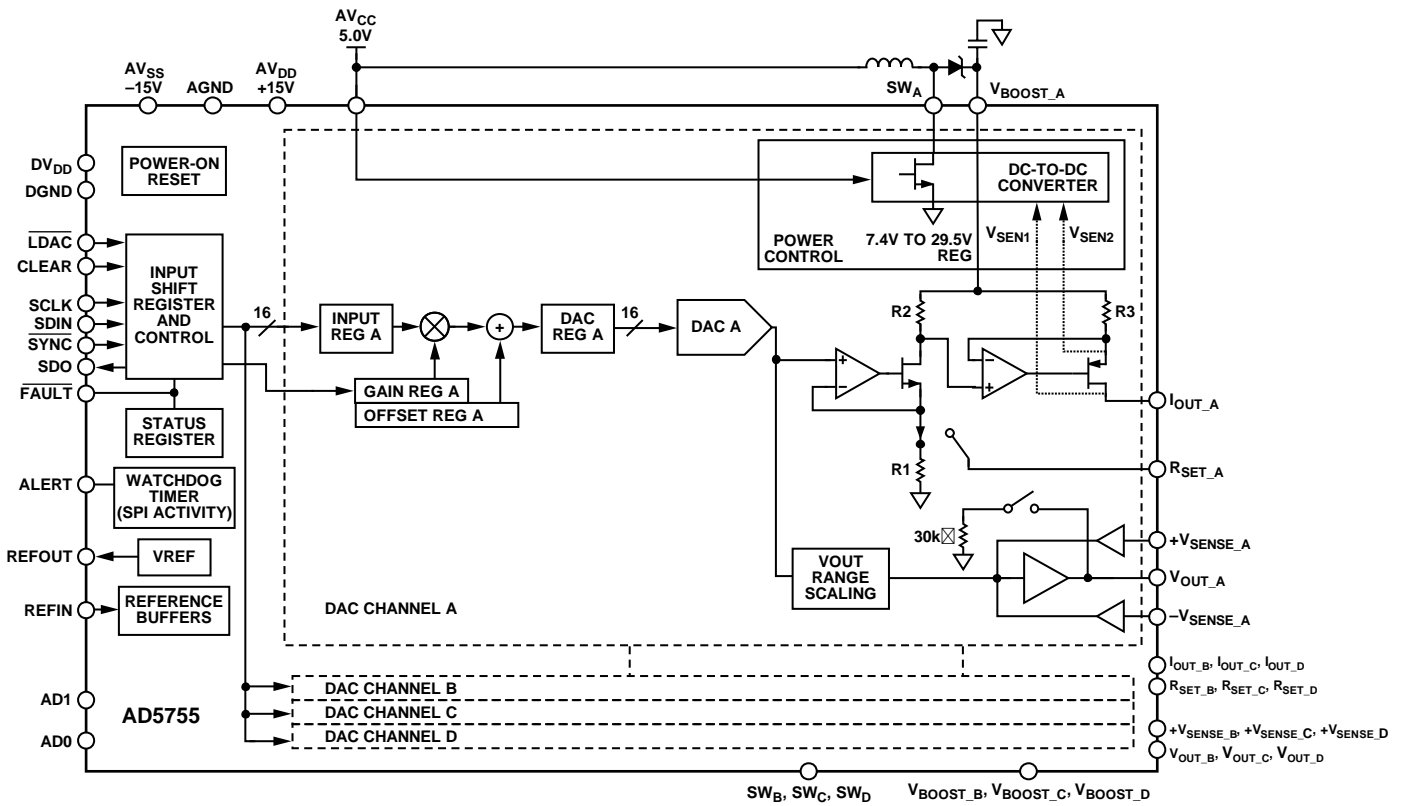 AVCC
5.0V
AVSS
–15V
AGND
AVDD
+15V
SWA
VBOOST_A
DVDD
DGND
POWER-ON
RESET
DC-TO-DC
CONVERTER
LDAC
CLEAR
SCLK
SDIN
SYNC
SDO
FAULT
INPUT
SHIFT
REGISTER
AND
CONTROL
POWER
CONTROL
7.4V TO 29.5V
REG
VSEN1
VSEN2
16
INPUT
REG A
+
DAC
REG A
16
DAC A
R2
R3
+
–
–
+
GAIN REG A
OFFSET REG A
STATUS
REGISTER
IOUT_A
R1
RSET_A
ALERT
WATCHDOG
TIMER
(SPI ACTIVITY)
30k☒
+VSENSE_A
REFOUT
VREF
VOUT
RANGE
SCALING
VOUT_A
REFIN
REFERENCE
BUFFERS
DAC CHANNEL A
–VSENSE_A
IOUT_B, IOUT_C, IOUT_D
RSET_B, RSET_C, RSET_D
AD1
AD5755
AD0
DAC CHANNEL B
DAC CHANNEL C
DAC CHANNEL D
+VSENSE_B, +VSENSE_C, +VSENSE_D
VOUT_B, VOUT_C, VOUT_D
SWB, SWC, SWD
VBOOST_B, VBOOST_C, VBOOST_D